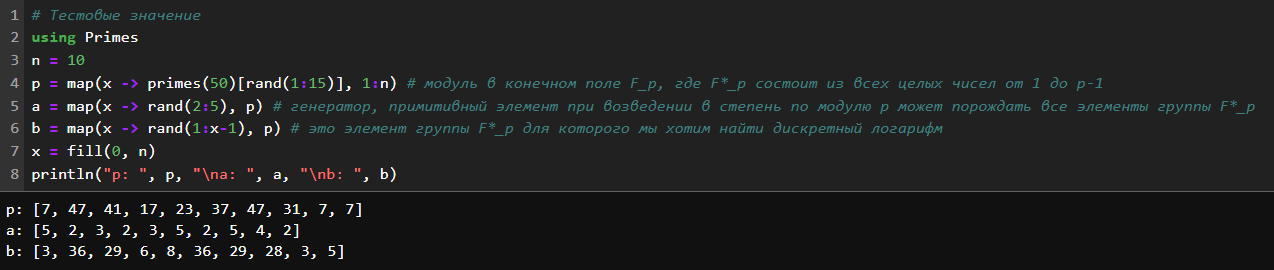 1 # Тестовые значение
2 using Primes
3 n = 10
4 p = map(x -> primes(50)[rand(1:15)], 1:n) # модуль в конечном поле F_p, где F*_p состоит из всех целых чисел от 1 до p-1
5 a = map(x -> rand(2:5), p) # генератор, примитивный элемент при возведении в степень по модулю p может порождать все элементы группы F*_p
6 b = map(x -> rand(1:x-1), p) # это элемент группы F*_p для которого мы хотим найти дискретный логарифм
7 x = fill(0, n)
8 println("p: ", p, "\na: ", a, "\nb: ", b)
p: [7, 47, 41, 17, 23, 37, 47, 31, 7, 7]
a: [5, 2, 3, 2, 3, 5, 2, 5, 4, 2]
b: [3, 36, 29, 6, 8, 36, 29, 28, 3, 5]